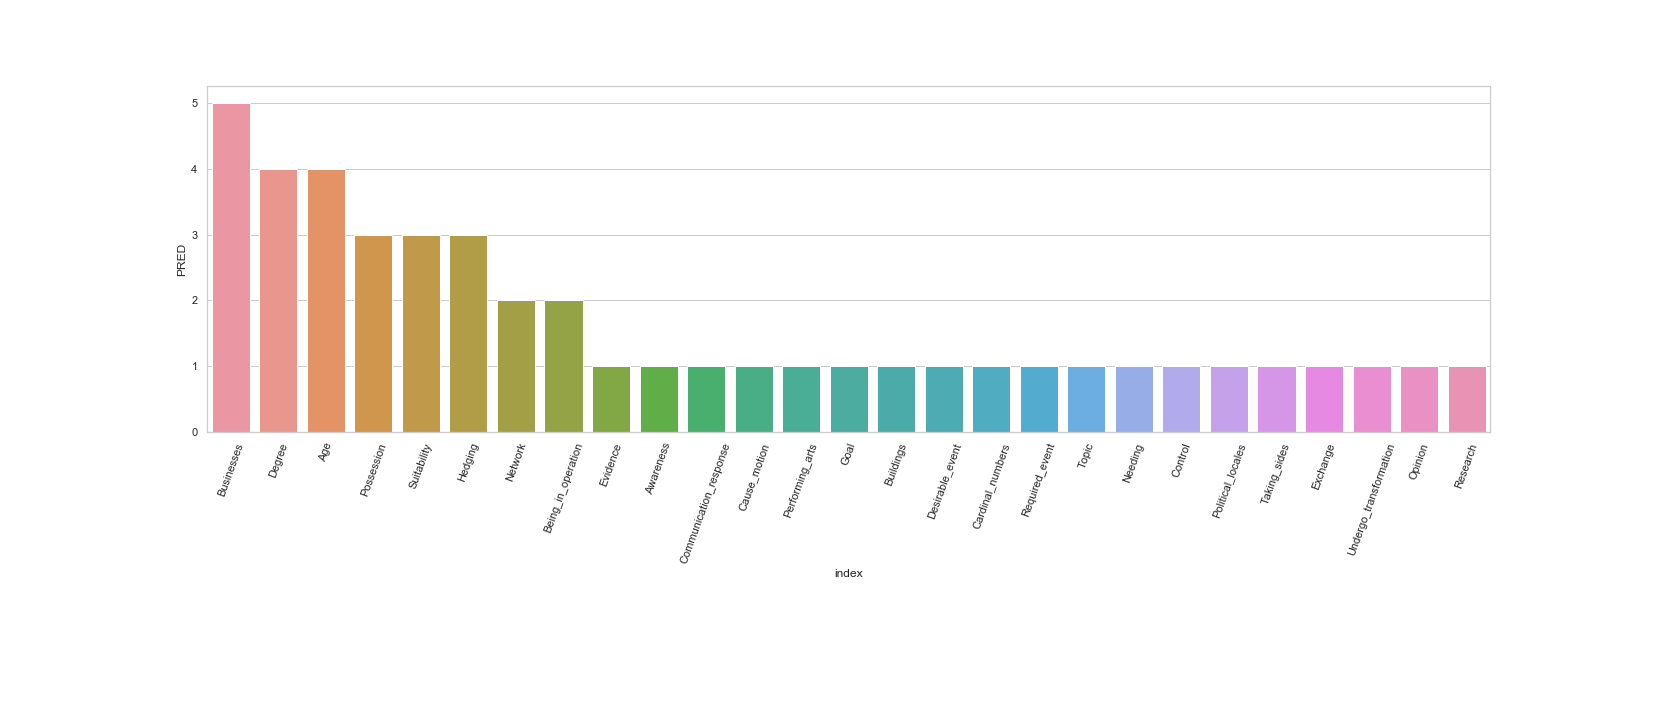 5
4
3
2
1
0
PRED
Businesses
Degree
Age
Possession
Suitability
Hedging
Network
Being_in_operation
Evidence
Awareness
Communication_response
Cause_motion
Performing_arts
Goal
Buildings
Desirable_event
Cardinal_numbers
Required_event
Topic
Needing
Control
Political_locales
Taking_sides
Exchange
Undergo_transformation
Opinion
Research
index